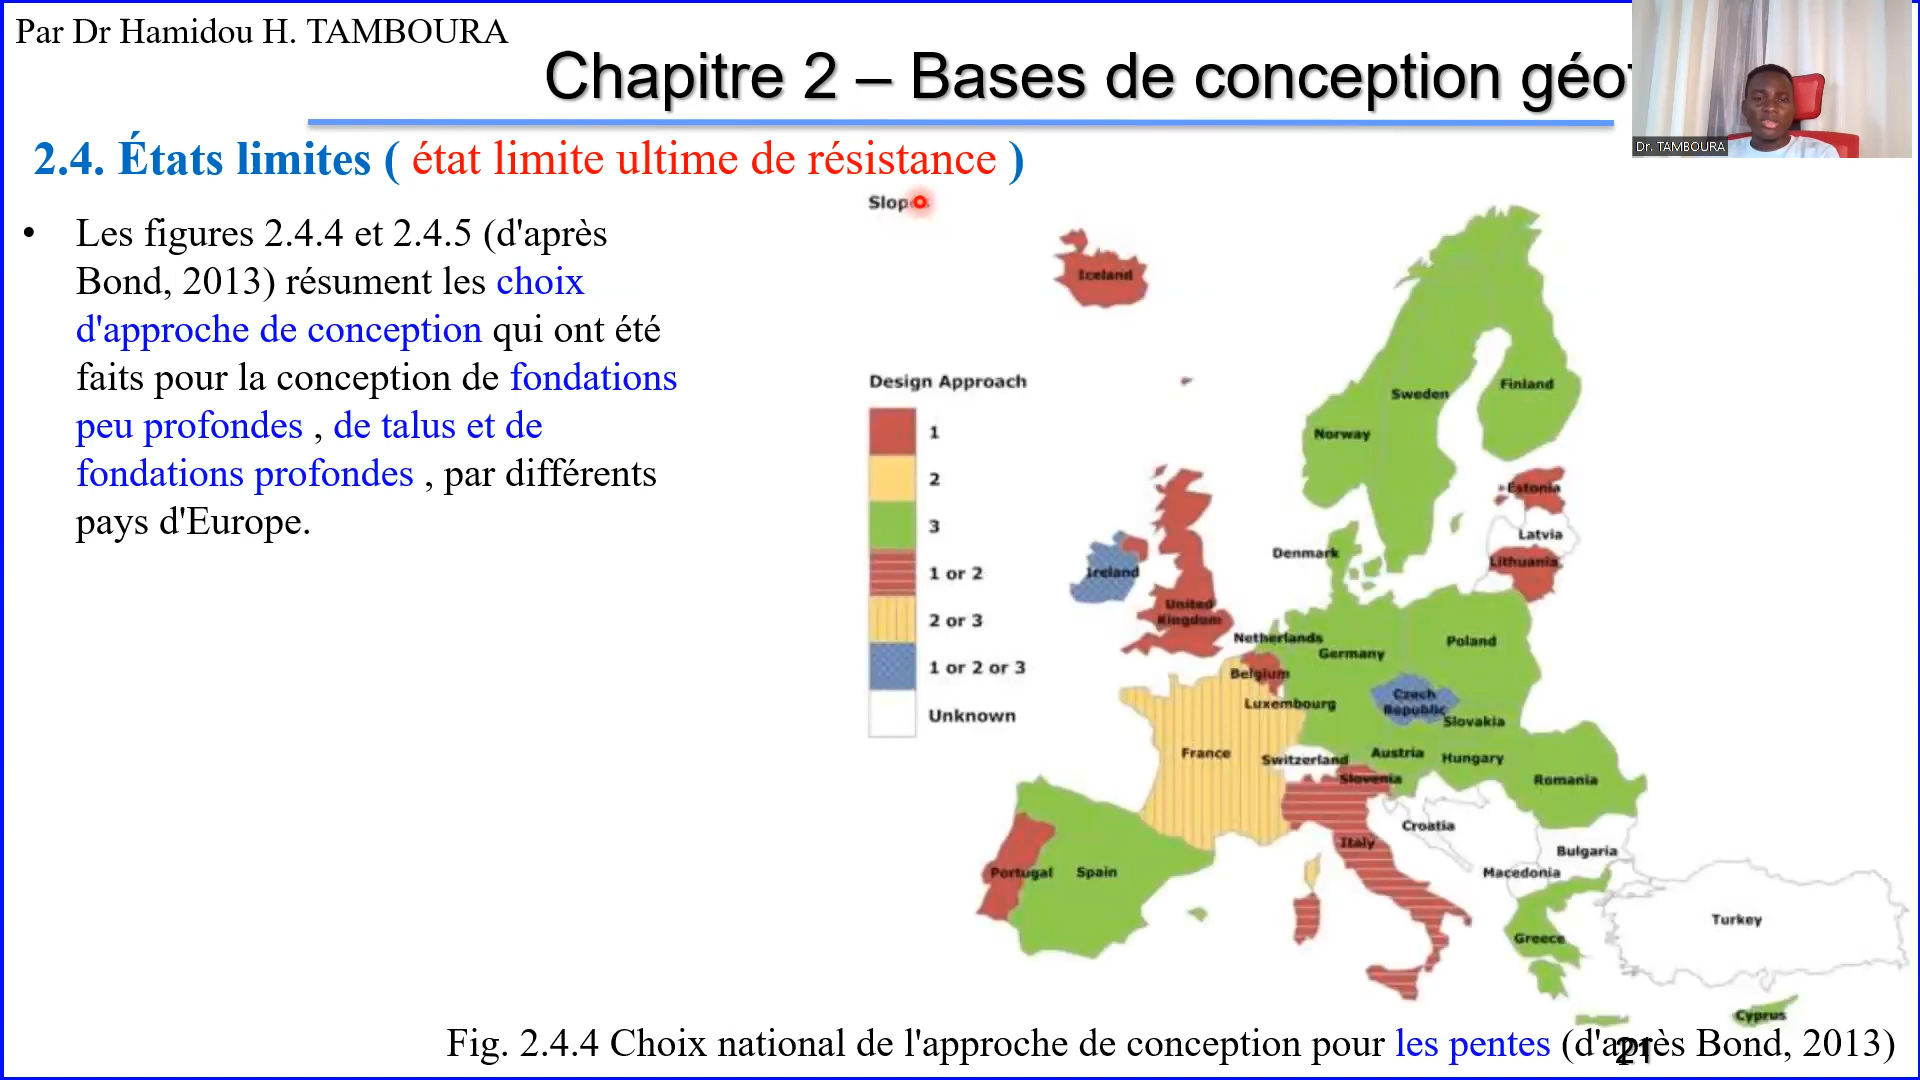 Par Dr Hamidou H. TAMBOURA
Chapitre 2 – Bases de conception
Dr. TAMBOURA
2.4. États limites ( état limite ultime de résistance )
• Les figures 2.4.4 et 2.4.5 (d'après
Bond, 2013) résument les choix
d'approche de conception qui ont été
faits pour la conception de fondations
peu profondes , de talus et de
fondations profondes , par différents
pays d'Europe.
Design Approach
1
2
3
1 or 2
2 or 3
1 or 2 or 3
Unknown
Iceland
Sweden
Finland
Norway
Estonia
Latvia
Denmark
Lithuania
Ireland
United
Kingdom
Netherlands
Poland
Germany
Belgium
Luxembourg
Czech
Republic
Slovakia
France
Switzerland
Austria
Hungary
Slovenia
Romania
Croatia
Italy
Bulgaria
Portugal
Spain
Macedonia
Turkey
Greece
Cyprus
Fig. 2.4.4 Choix national de l'approche de conception pour les pentes (d'après Bond, 2013)
21